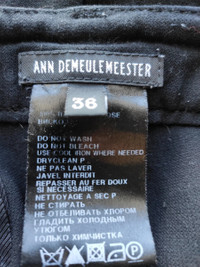 ANN DEMEULEMEESTER
36
DO NOT WASH
DO NOT BLEACH
USE COOL IRON WHERE NEEDED
DRYCLEAN P
NE PAS LAVER
JAVEL INTERDIT
REPASSER AU FER DOUX
SI NECESSAIRE
NETTOYAGE A SEC P
НЕ СТИРАТЬ
НЕ ОТБЕЛИВАТЬ ХЛОРОМ
ГЛАДИТЬ ХОЛОДНЫМ
УТЮГОМ
ТОЛЬКО ХИМЧИСТКА